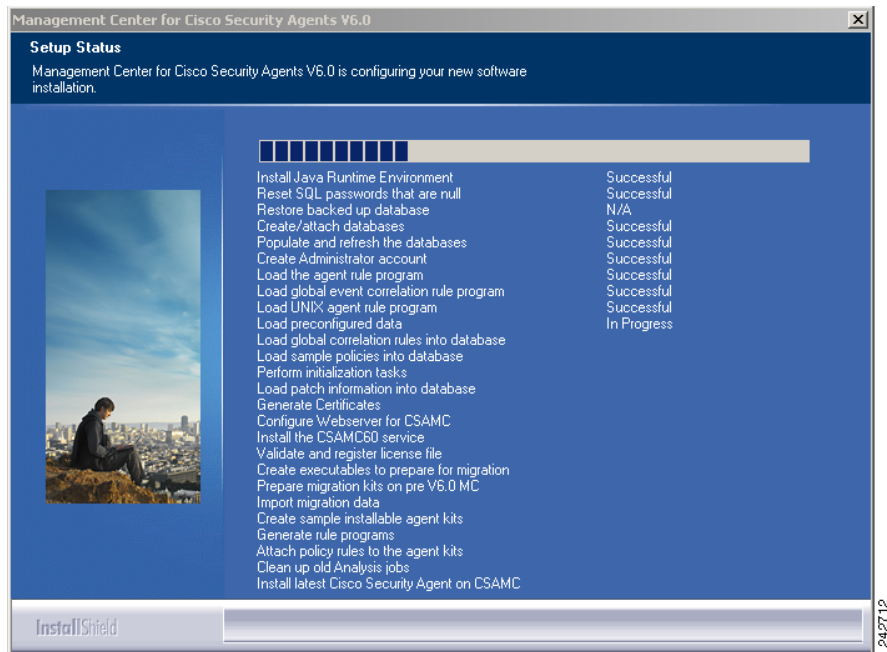 Management Center for Cisco Security Agents V6.0
Setup Status
Management Center for Cisco Security Agents V6.0 is configuring your new software
installation.
Install Java Runtime Environment Successful
Reset SQL passwords that are null Successful
Restore backed up database N/A
Create/attach databases Successful
Populate and refresh the databases Successful
Create Administrator account Successful
Load the agent rule program Successful
Load global event correlation rule program Successful
Load UNIX agent rule program Successful
Load preconfigured data In Progress
Load global correlation rules into database
Load sample policies into database
Perform initialization tasks
Load patch information into database
Generate Certificates
Configure Webserver for CSAMC
Install the CSAMC60 service
Validate and register license file
Create executables to prepare for migration
Prepare migration kits on pre V6.0 MC
Import migration data
Create sample installable agent kits
Generate rule programs
Attach policy rules to the agent kits
Clean up old Analysis jobs
Install latest Cisco Security Agent on CSAMC
InstallShield
242712